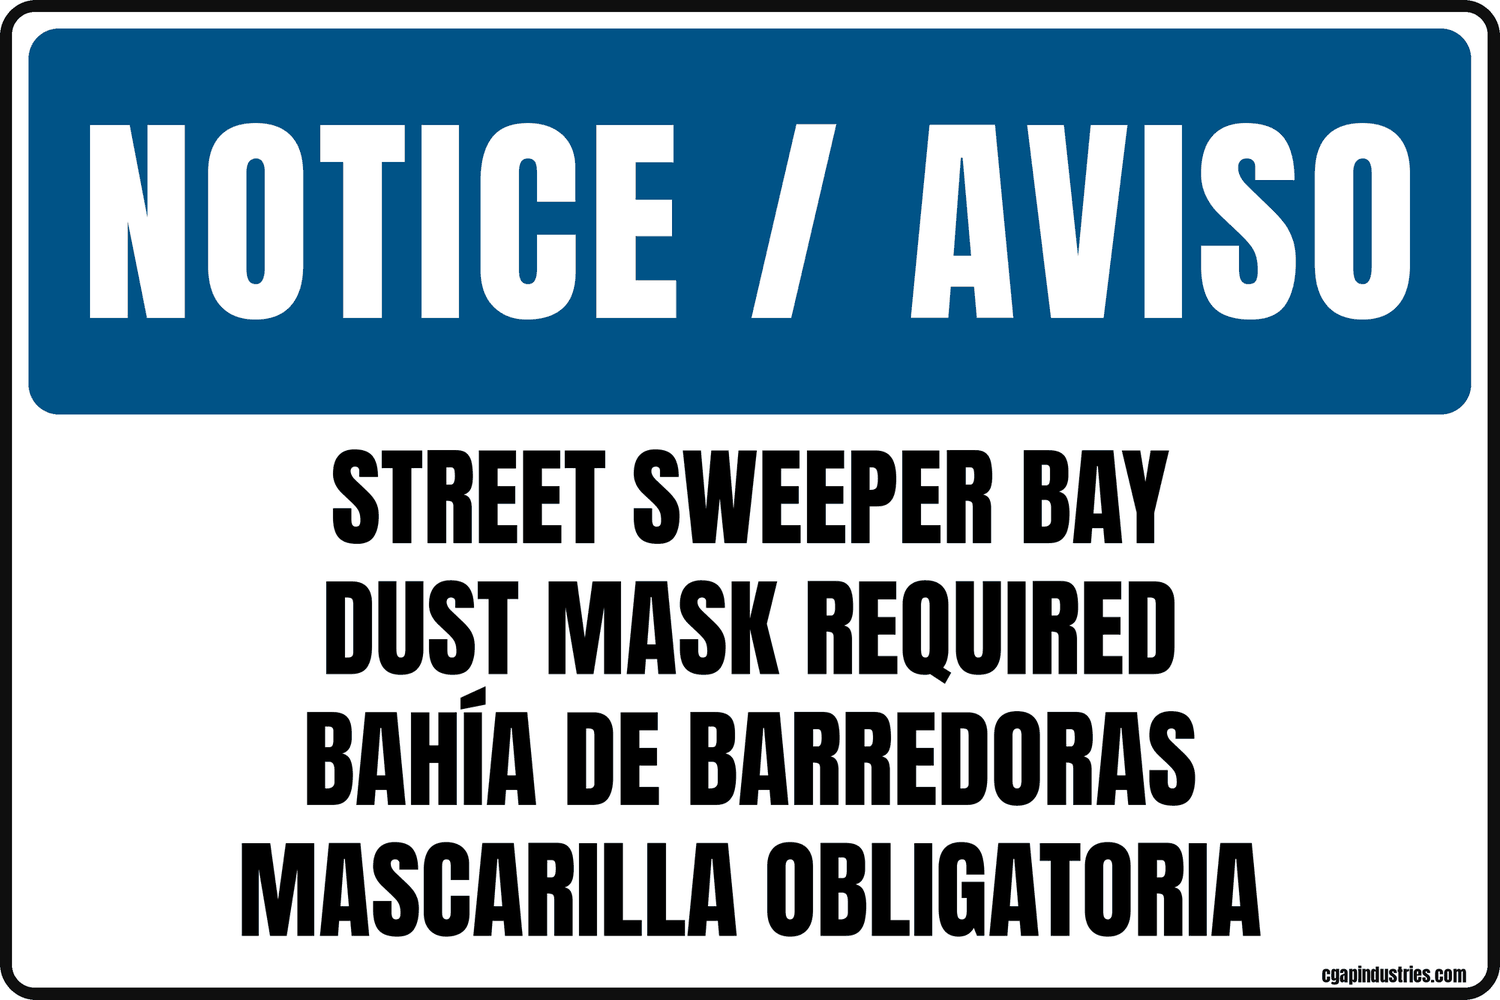 NOTICE / AVISO
STREET SWEEPER BAY
DUST MASK REQUIRED
BAHÍA DE BARREDORAS
MASCARILLA OBLIGATORIA
cgapindustries.com